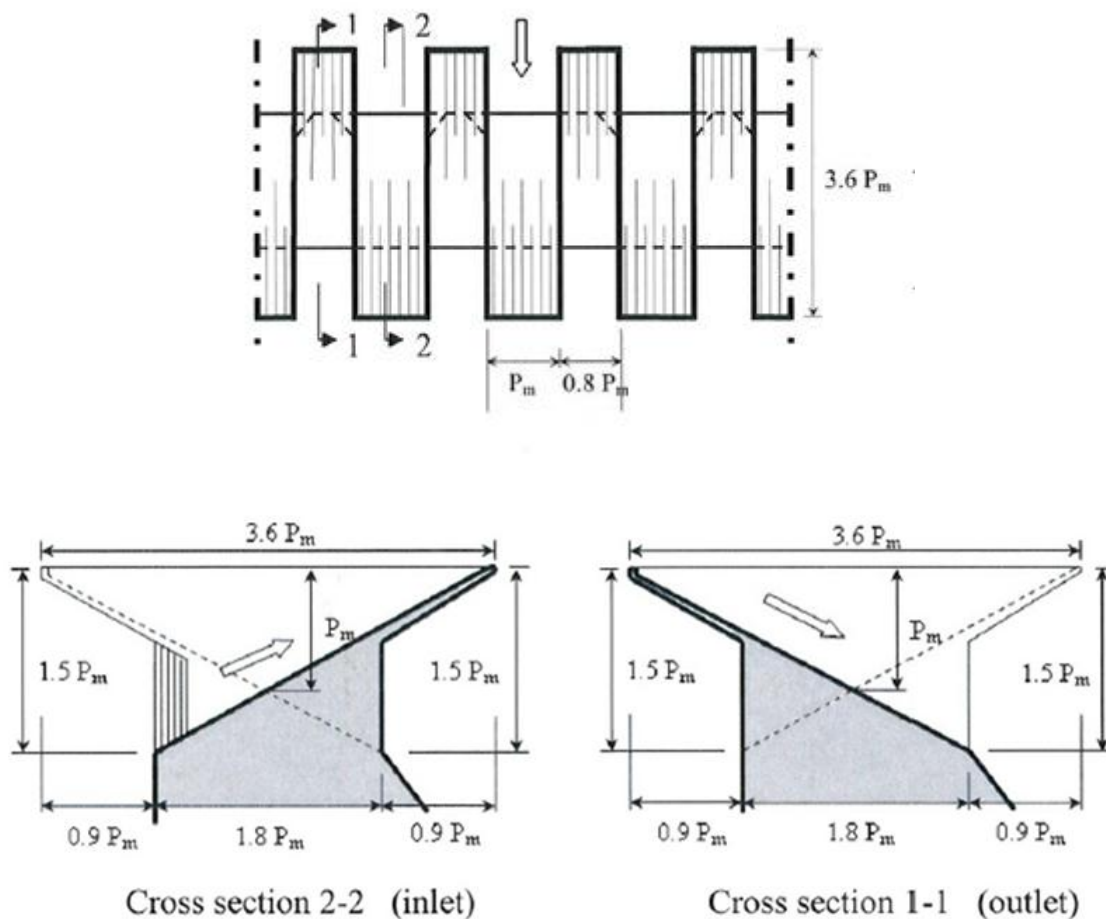 1 2
3.6 Pm
1 2
Pm 0.8 Pm
3.6 Pm
Pm
1.5 Pm
1.5 Pm
0.9 Pm 1.8 Pm 0.9 Pm
Cross section 2-2 (inlet)
3.6 Pm
Pm
1.5 Pm
1.5 Pm
0.9 Pm 1.8 Pm 0.9 Pm
Cross section 1-1 (outlet)